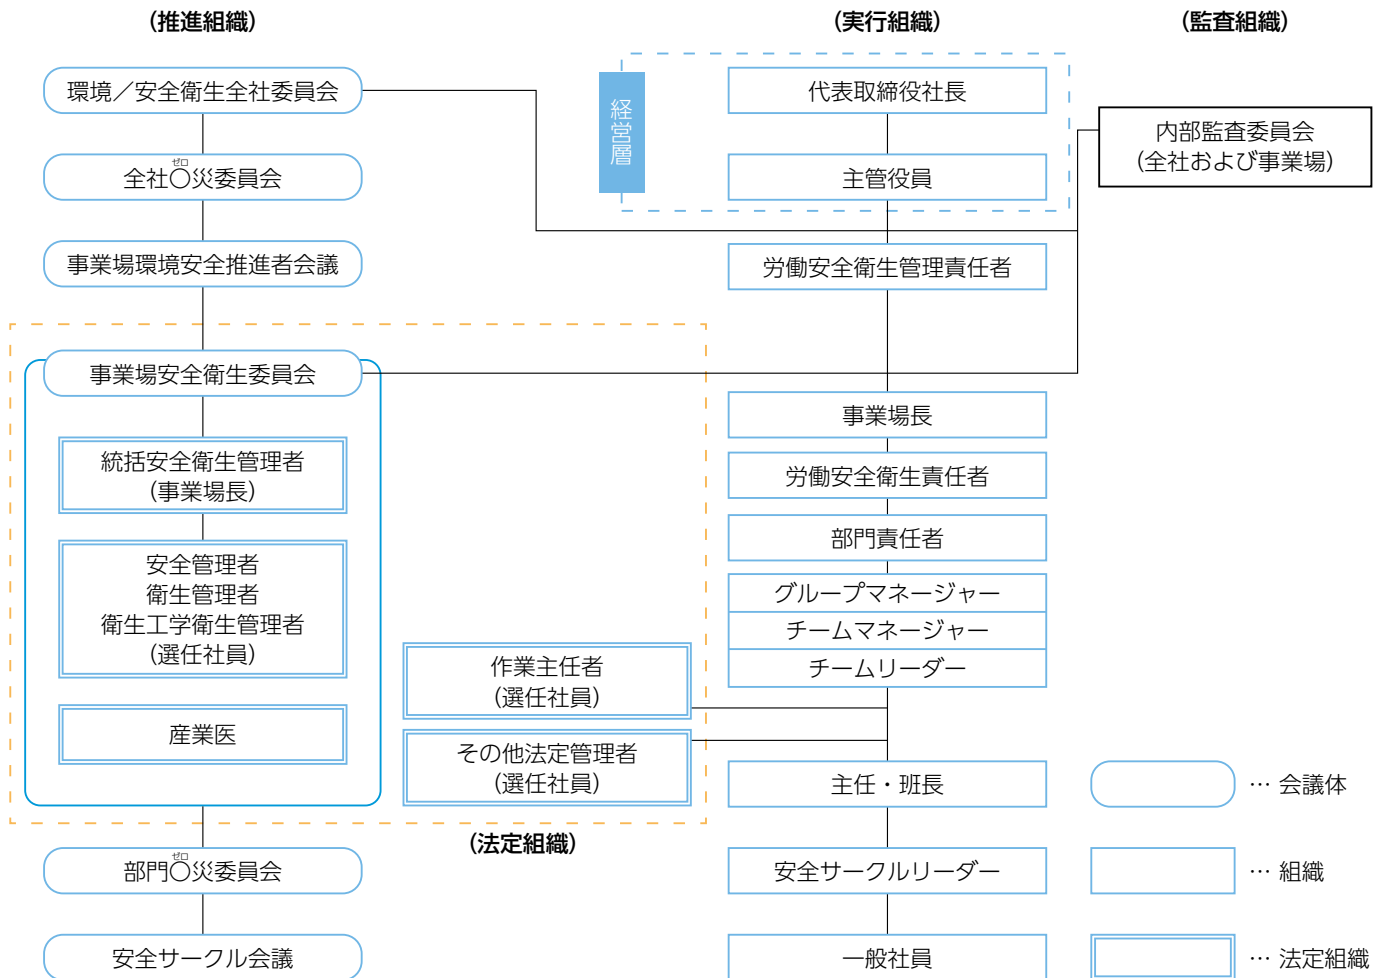 （推進組織）
（実行組織）
（監査組織）
環境／安全衛生全社委員会
全社〇災委員会
ゼロ
事業場環境安全推進者会議
事業場安全衛生委員会
統括安全衛生管理者
（事業場長）
安全管理者
衛生管理者
衛生工学衛生管理者
（選任社員）
産業医
作業主任者
（選任社員）
その他法定管理者
（選任社員）
（法定組織）
部門〇災委員会
ゼロ
安全サークル会議
経営層
代表取締役社長
主管役員
労働安全衛生管理責任者
事業場長
労働安全衛生責任者
部門責任者
グループマネージャー
チームマネージャー
チームリーダー
主任・班長
安全サークルリーダー
一般社員
内部監査委員会
（全社および事業場）
… 会議体
… 組織
… 法定組織